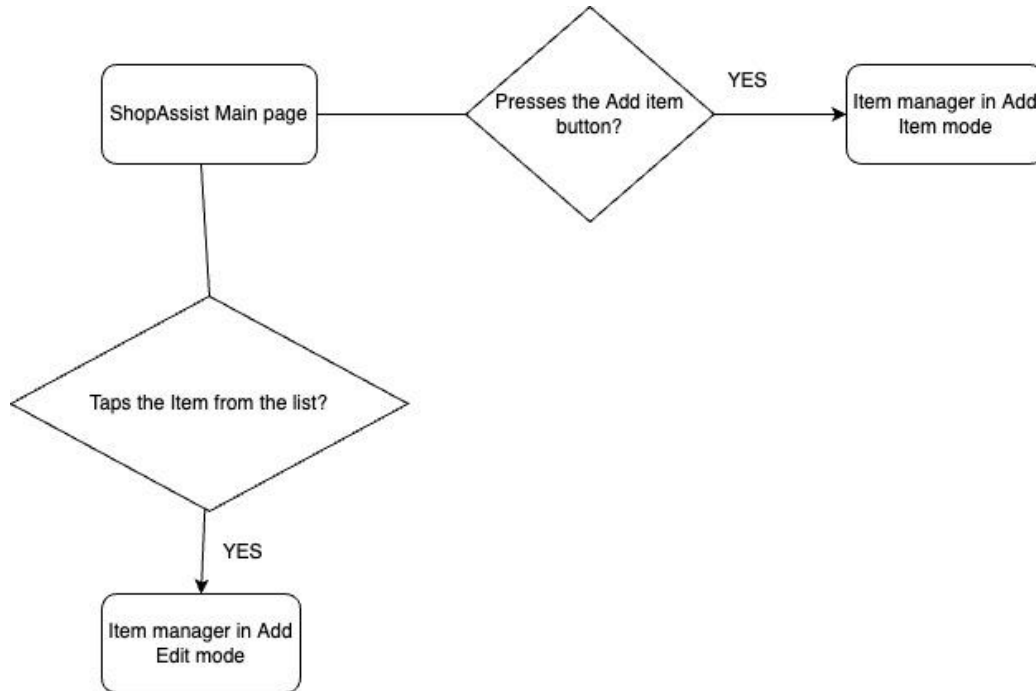 ShopAssist Main page
Presses the Add item
button?
YES
Item manager in Add
Item mode
Taps the Item from the list?
YES
Item manager in Add
Edit mode